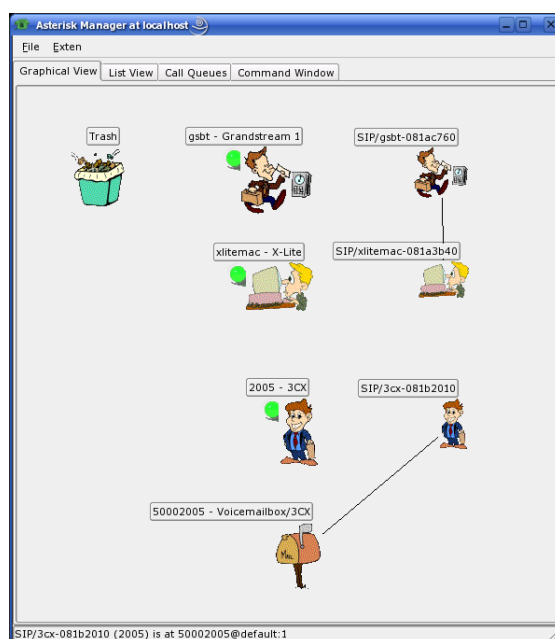 Asterisk Manager at localhost
File Exten
Graphical View List View Call Queues Command Window
Trash
gsbt - Grandstream 1
SIP/gsbt-081ac760
xlitemac - X-Lite
SIP/xlitemac-081a3b40
2005 - 3CX
SIP/3cx-081b2010
50002005 - Voicemailbox/3CX
MAIL
SIP/3cx-081b2010 (2005) is at 50002005@default:1